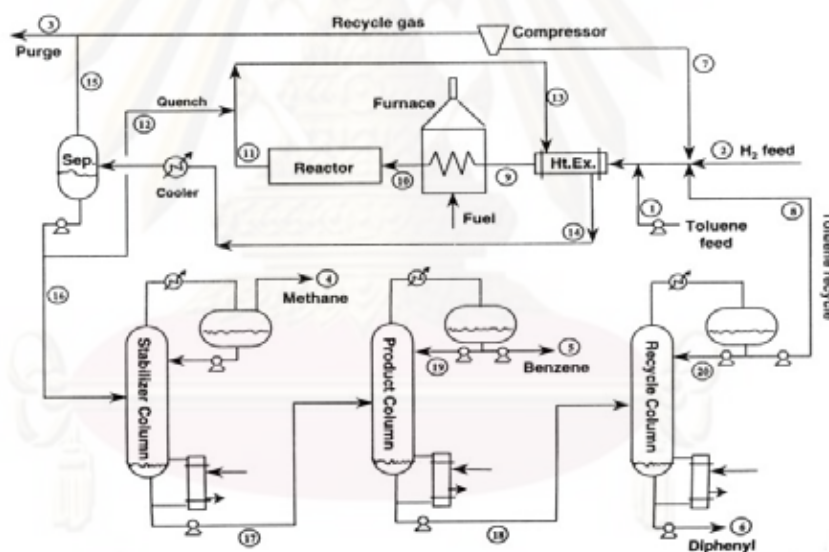 3
Recycle gas
Compressor
Purge
7
15
Quench
Furnace
13
12
2
H₂ feed
Sep.
11
Reactor
Ht.Ex.
10
9
Cooler
8
1
Fuel
14
Toluene
feed
Toluene recycle
4
Methane
16
Stabilizer Column
Product Column
5
19
Benzene
Recycle Column
20
17
18
6
Diphenyl